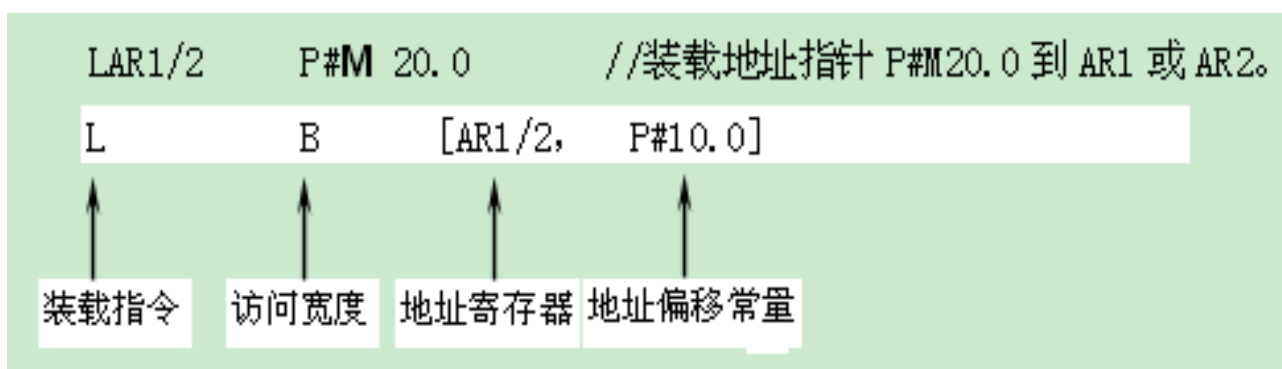 LAR1/2 P#M 20.0 //装载地址指针 P#M20.0 到 AR1 或 AR2。
L B [AR1/2, P#10.0]
装载指令 访问宽度 地址寄存器 地址偏移常量